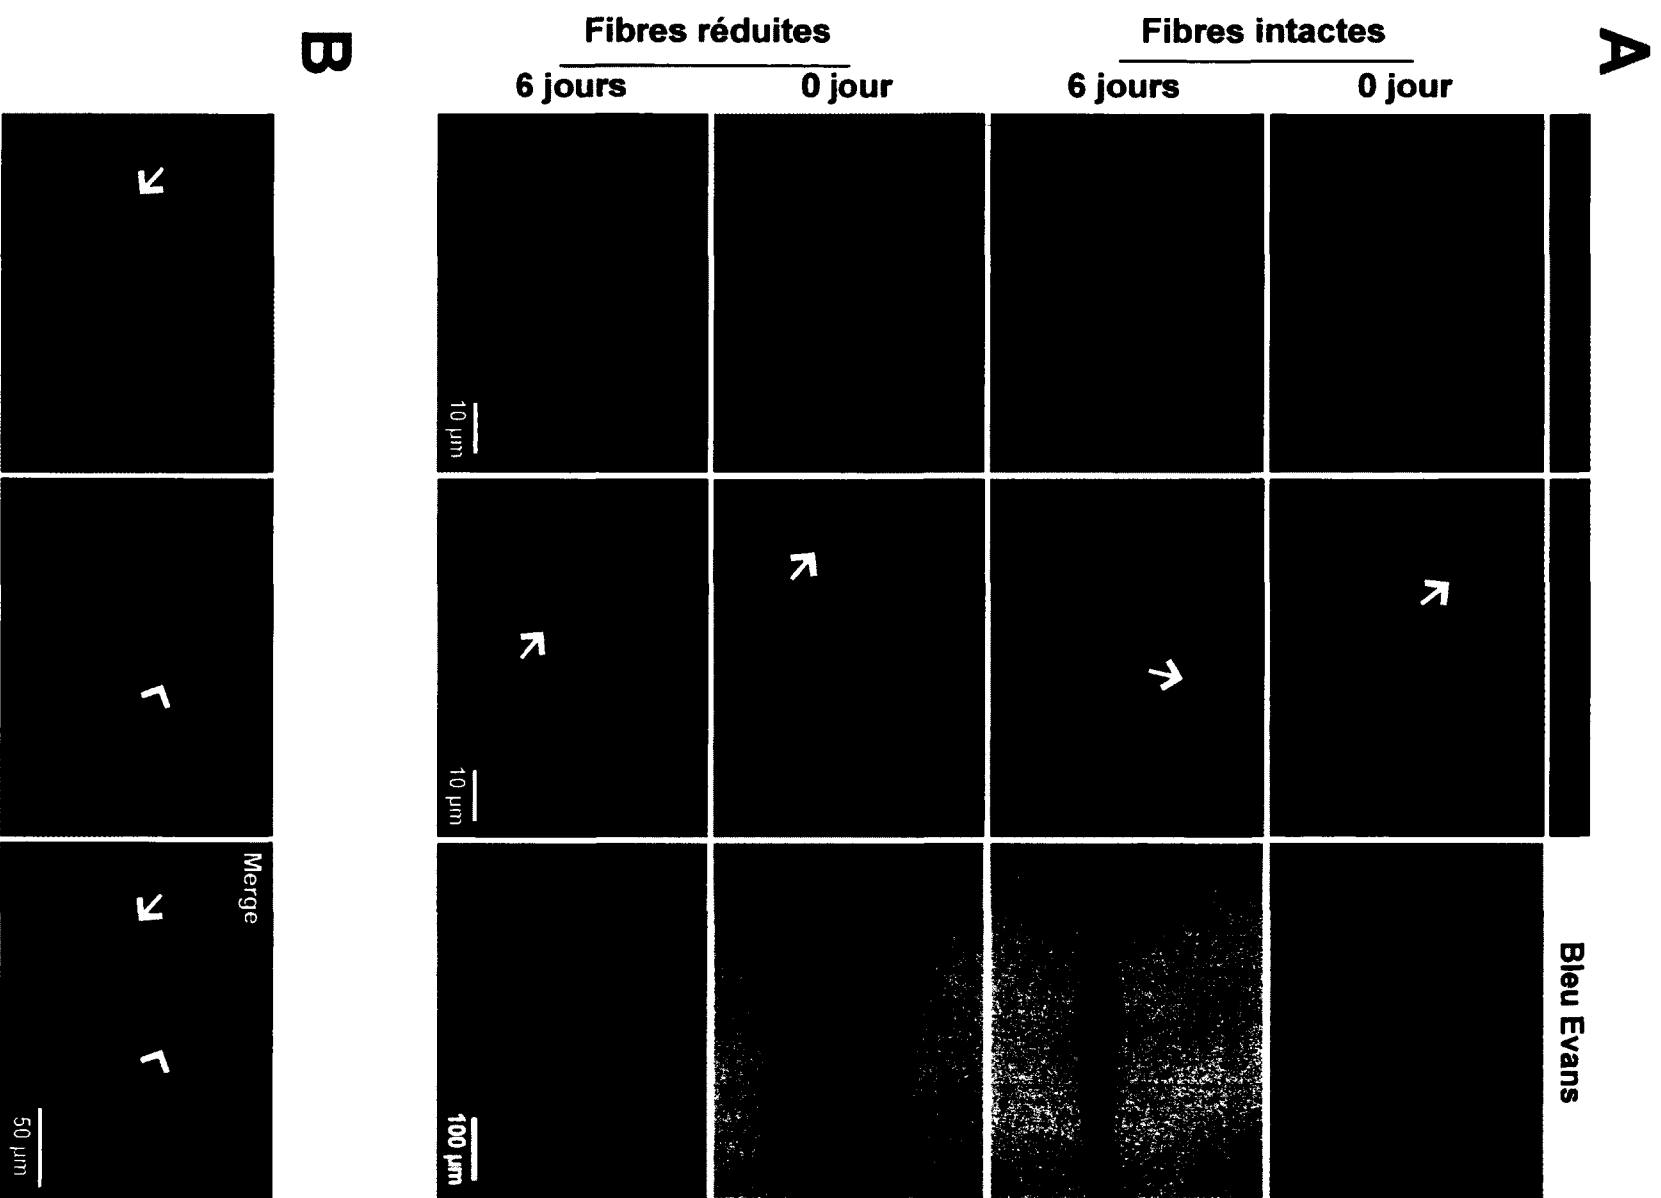 A
Fibres réduites
Fibres intactes
6 jours
0 jour
6 jours
0 jour
B
Bleu Evans
10 µm
10 µm
100 µm
Merge
50 µm